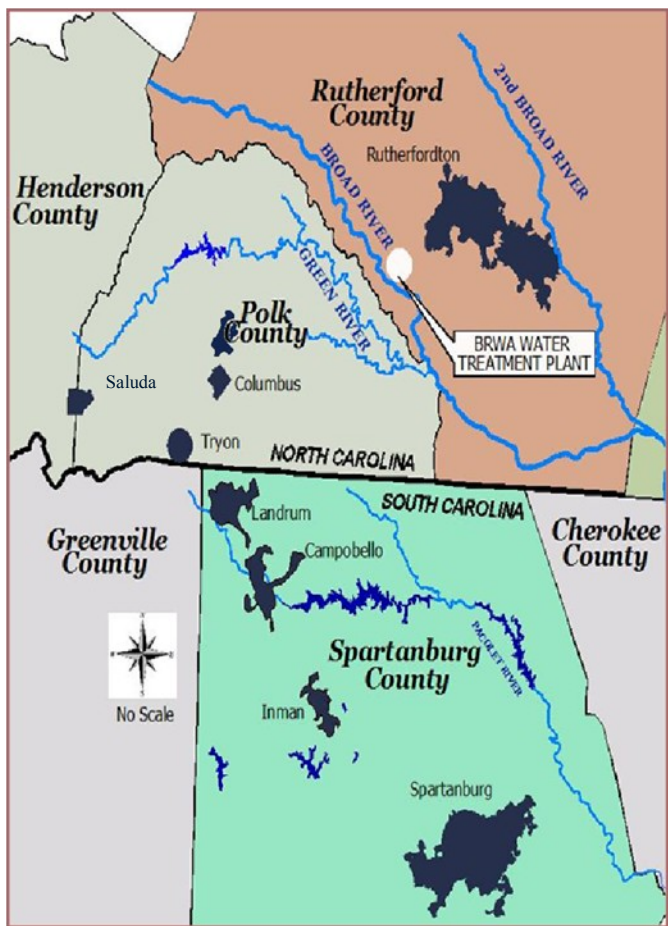 Rutherford
County
2nd BROAD RIVER
Rutherfordton
BROAD RIVER
Henderson
County
GREEN RIVER
Polk
County
BRWA WATER
TREATMENT PLANT
Saluda
Columbus
Tryon
NORTH CAROLINA
SOUTH CAROLINA
Landrum
Greenville
County
Campobello
Cherokee
County
PACOLET RIVER
Spartanburg
County
No Scale
Inman
Spartanburg